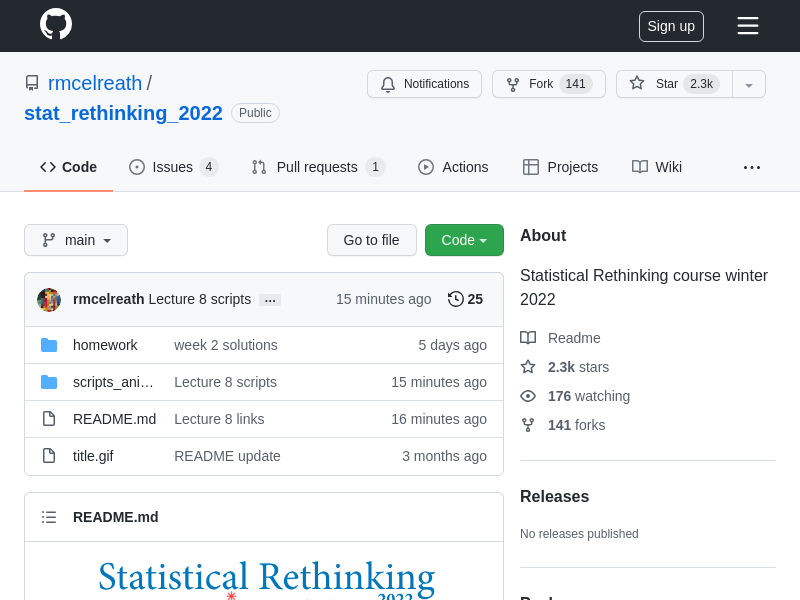 Sign up
rmcelreath /
stat_rethinking_2022 Public
Notifications
Fork 141
Star 2.3k
Code
Issues 4
Pull requests 1
Actions
Projects
Wiki
main
Go to file
Code
rmcelreath Lecture 8 scripts ... 15 minutes ago 25
homework week 2 solutions 5 days ago
scripts_ani… Lecture 8 scripts 15 minutes ago
README.md Lecture 8 links 16 minutes ago
title.gif README update 3 months ago
README.md
Statistical Rethinking
2022
About
Statistical Rethinking course winter
2022
Readme
2.3k stars
176 watching
141 forks
Releases
No releases published